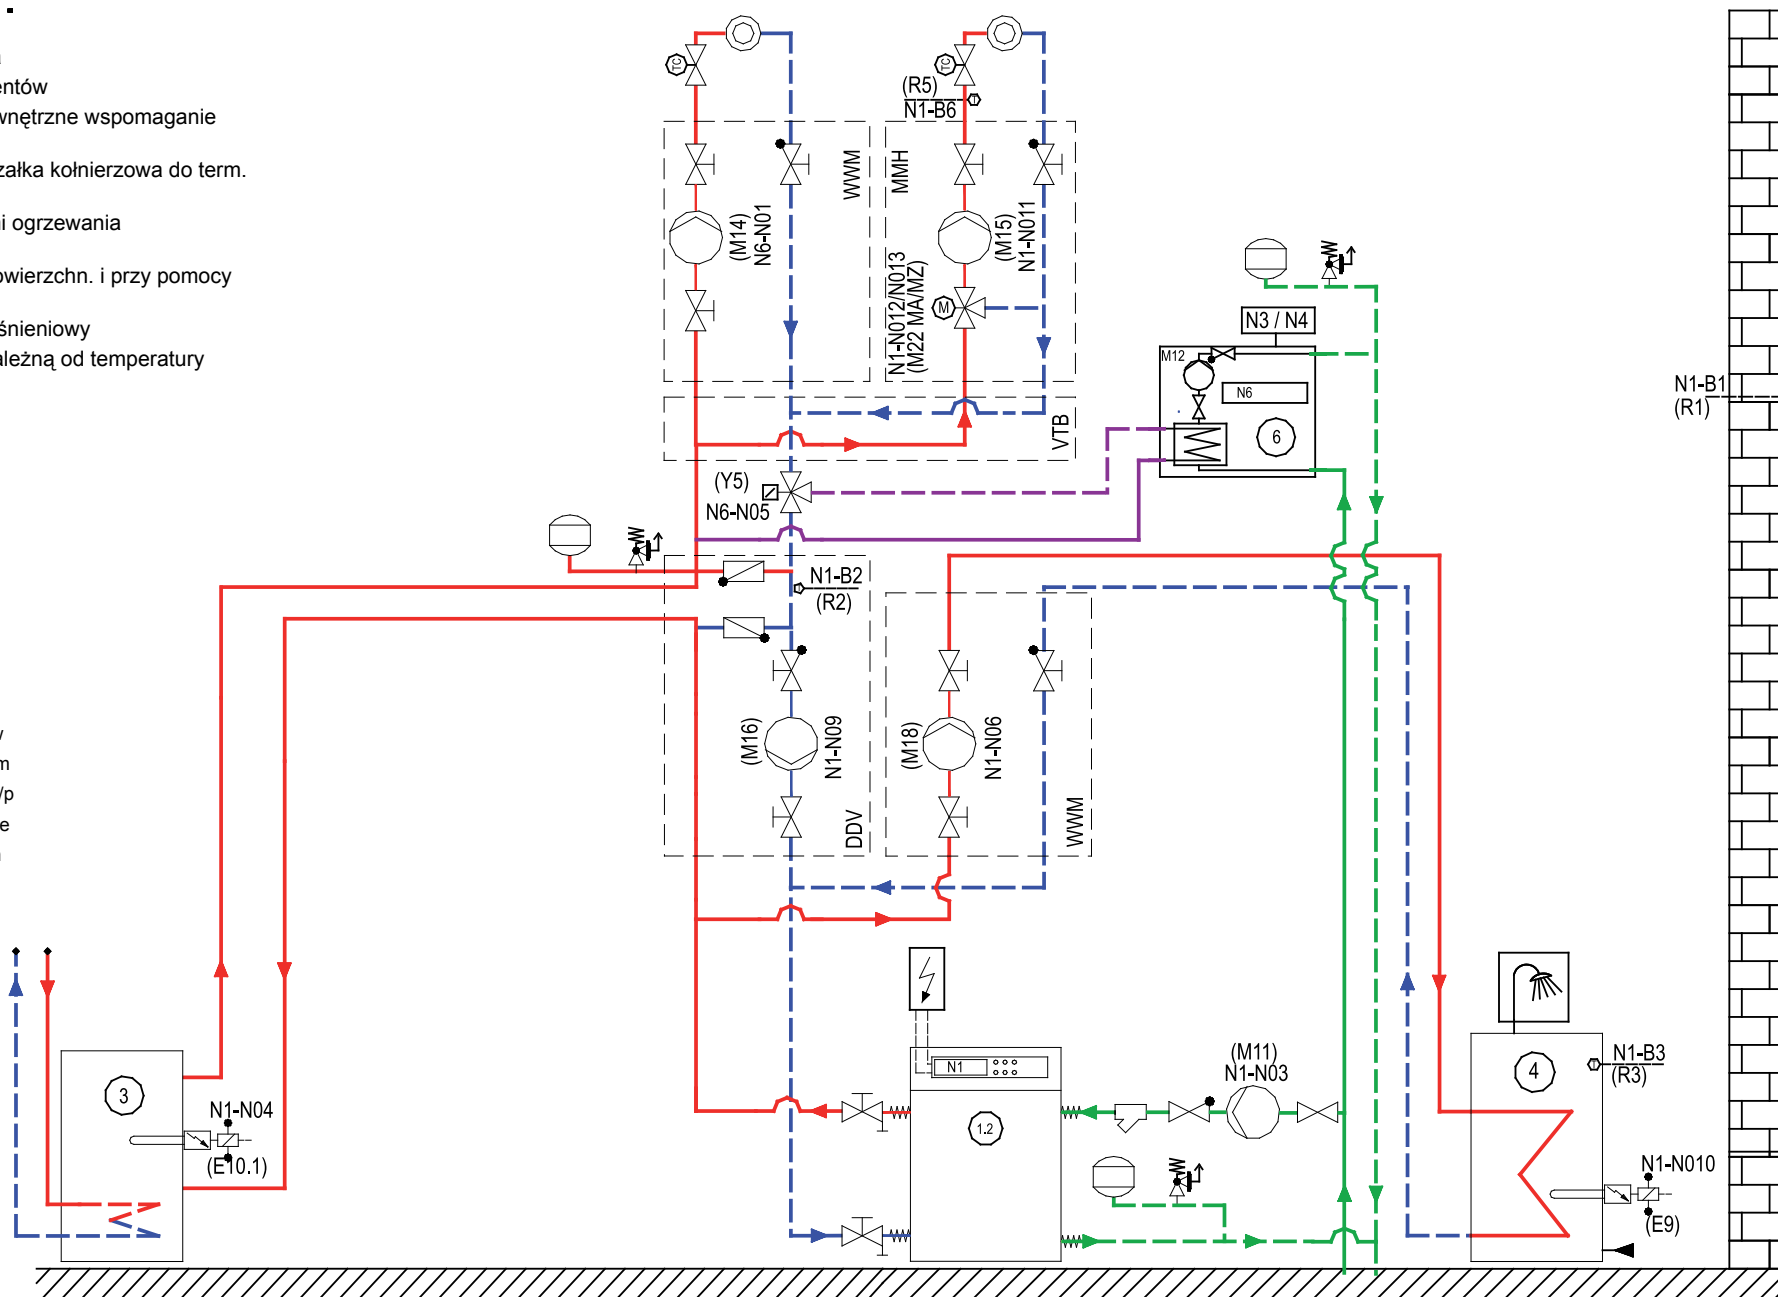 entów
wnętrzne wspomaganie
załka kołnierzowa do term.
i ogrzewania
owierzchn. i przy pomocy
śnieniowy
ależną od temperatury
y
m
/p
e
TC
TC
(R5)
N1-B6
T
WWM
MMH
(M14)
N6-N01
(M15)
N1-N011
N1-N012/N013
(M22 MA/MZ)
M
VTB
N3 / N4
M12
N6
6
N1-B1
(R1)
(Y5)
N6-N05
N1-B2
(R2)
(M16)
N1-N09
DDV
(M18)
N1-N06
WWM
N1
1.2
(M11)
N1-N03
3
N1-N04
(E10.1)
4
N1-B3
(R3)
N1-N010
(E9)